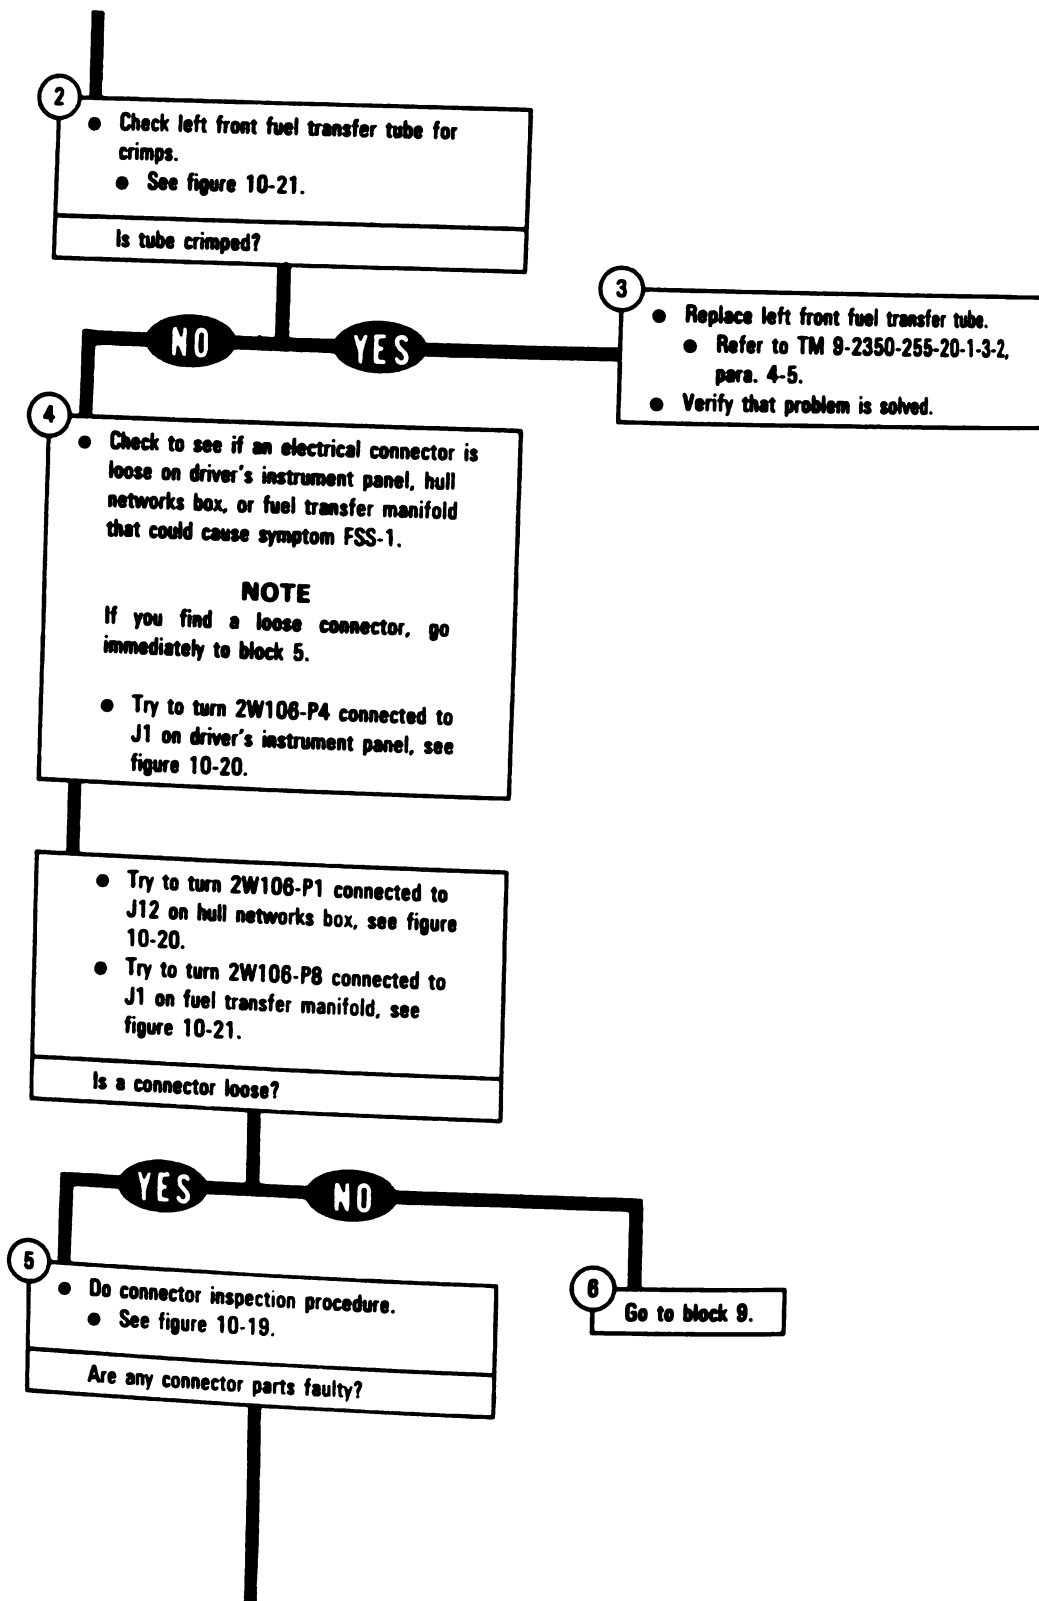 2
● Check left front fuel transfer tube for
crimps.
● See figure 10-21.
Is tube crimped?
NO
YES
3
● Replace left front fuel transfer tube.
● Refer to TM 9-2350-255-20-1-3-2,
para. 4-5.
● Verify that problem is solved.
4
● Check to see if an electrical connector is
loose on driver's instrument panel, hull
networks box, or fuel transfer manifold
that could cause symptom FSS-1.
NOTE
If you find a loose connector, go
immediately to block 5.
● Try to turn 2W106-P4 connected to
J1 on driver's instrument panel, see
figure 10-20.
● Try to turn 2W106-P1 connected to
J12 on hull networks box, see figure
10-20.
● Try to turn 2W106-P8 connected to
J1 on fuel transfer manifold, see
figure 10-21.
Is a connector loose?
YES
NO
5
● Do connector inspection procedure.
● See figure 10-19.
Are any connector parts faulty?
6
Go to block 9.